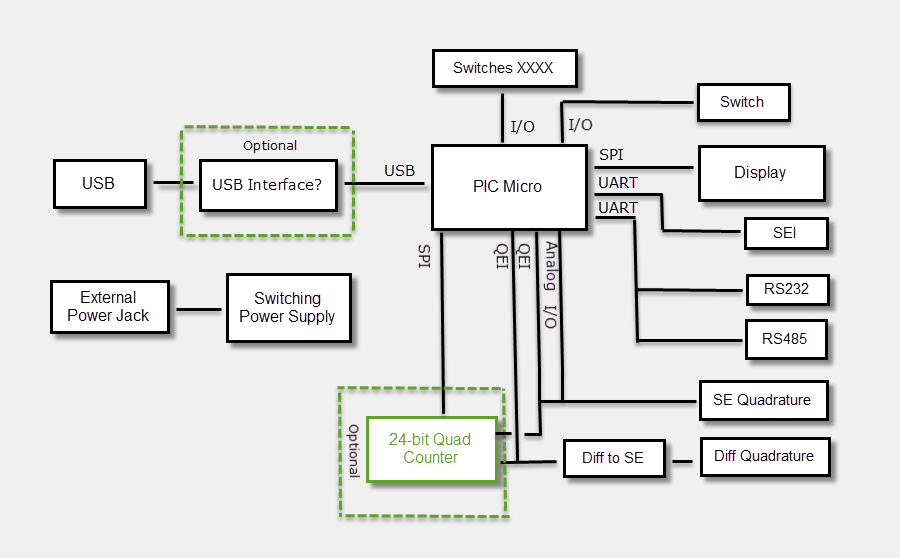 Switches XXXX
Switch
I/O
I/O
Optional
USB
USB Interface?
USB
PIC Micro
SPI
Display
UART
UART
SEI
SPI
QEI
QEI
Analog I/O
External
Power Jack
Switching
Power Supply
RS232
RS485
SE Quadrature
Optional
24-bit Quad
Counter
Diff to SE
Diff Quadrature